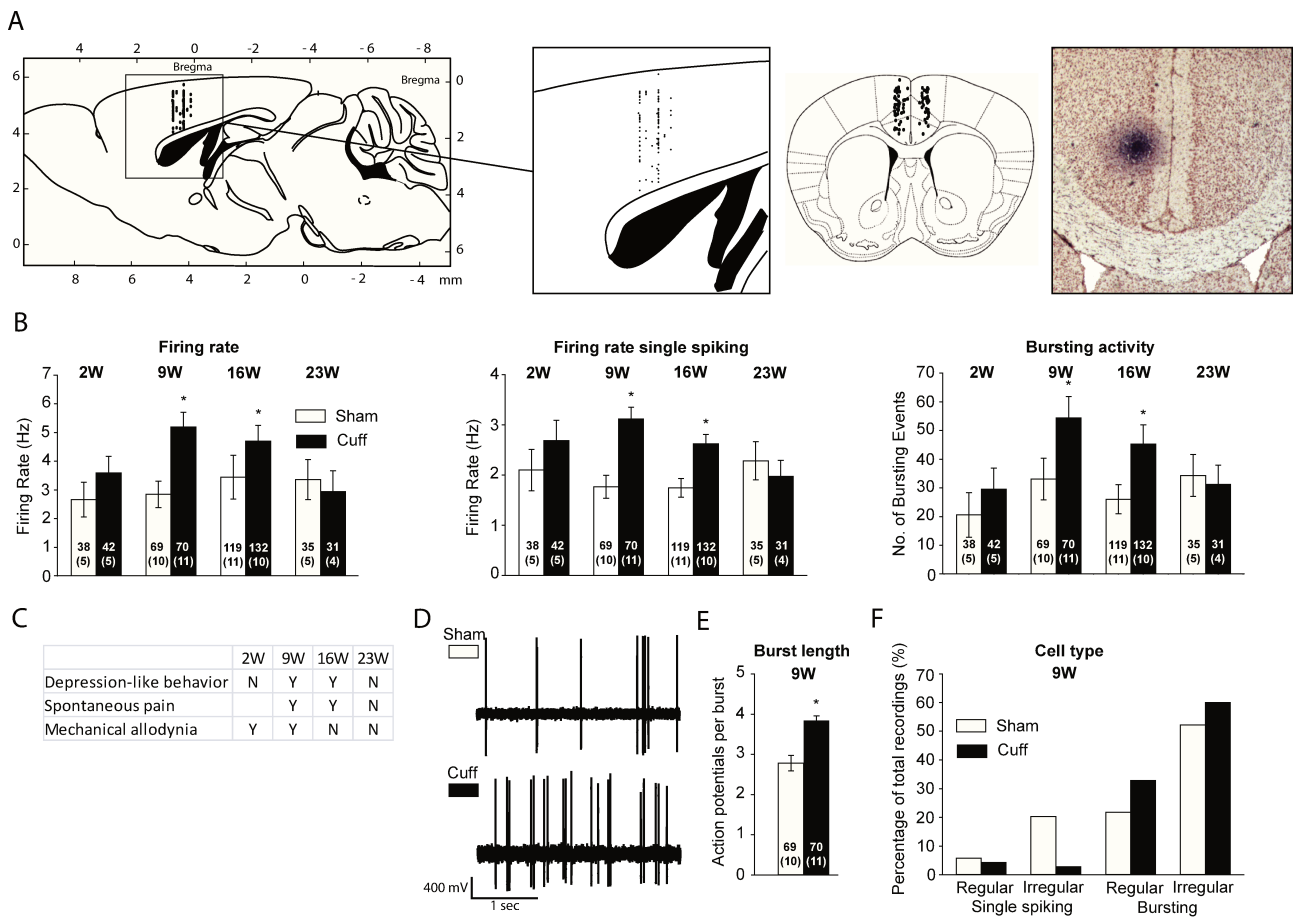 A
4 2 0 -2 -4 -6 -8
Bregma
Bregma
6
4
2
0
0
2
4
6
8 6 4 2 0 -2 -4 mm
B
Firing rate
2W 9W 16W 23W
Firing Rate (Hz)
7
6
5
4
3
2
1
0
* *
Sham
Cuff
38 42 69 70 119 132 35 31
(5) (5) (10) (11) (11) (10) (5) (4)
Firing rate single spiking
2W 9W 16W 23W
Firing Rate (Hz)
4
3
2
1
0
* *
38 42 69 70 119 132 35 31
(5) (5) (10) (11) (11) (10) (5) (4)
Bursting activity
2W 9W 16W 23W
No. of Bursting Events
70
60
50
40
30
20
10
0
* *
38 42 69 70 119 132 35 31
(5) (5) (10) (11) (11) (10) (5) (4)
C
2W 9W 16W 23W
Depression-like behavior N Y Y N
Spontaneous pain Y Y N
Mechanical allodynia Y Y N N
D
Sham
Cuff
400 mV
1 sec
E
Burst length
9W
Action potentials per burst
5
4
3
2
1
0
*
69 70
(10) (11)
F
Cell type
9W
Percentage of total recordings (%)
70
60
50
40
30
20
10
0
Sham
Cuff
Regular Irregular Regular Irregular
Single spiking Bursting